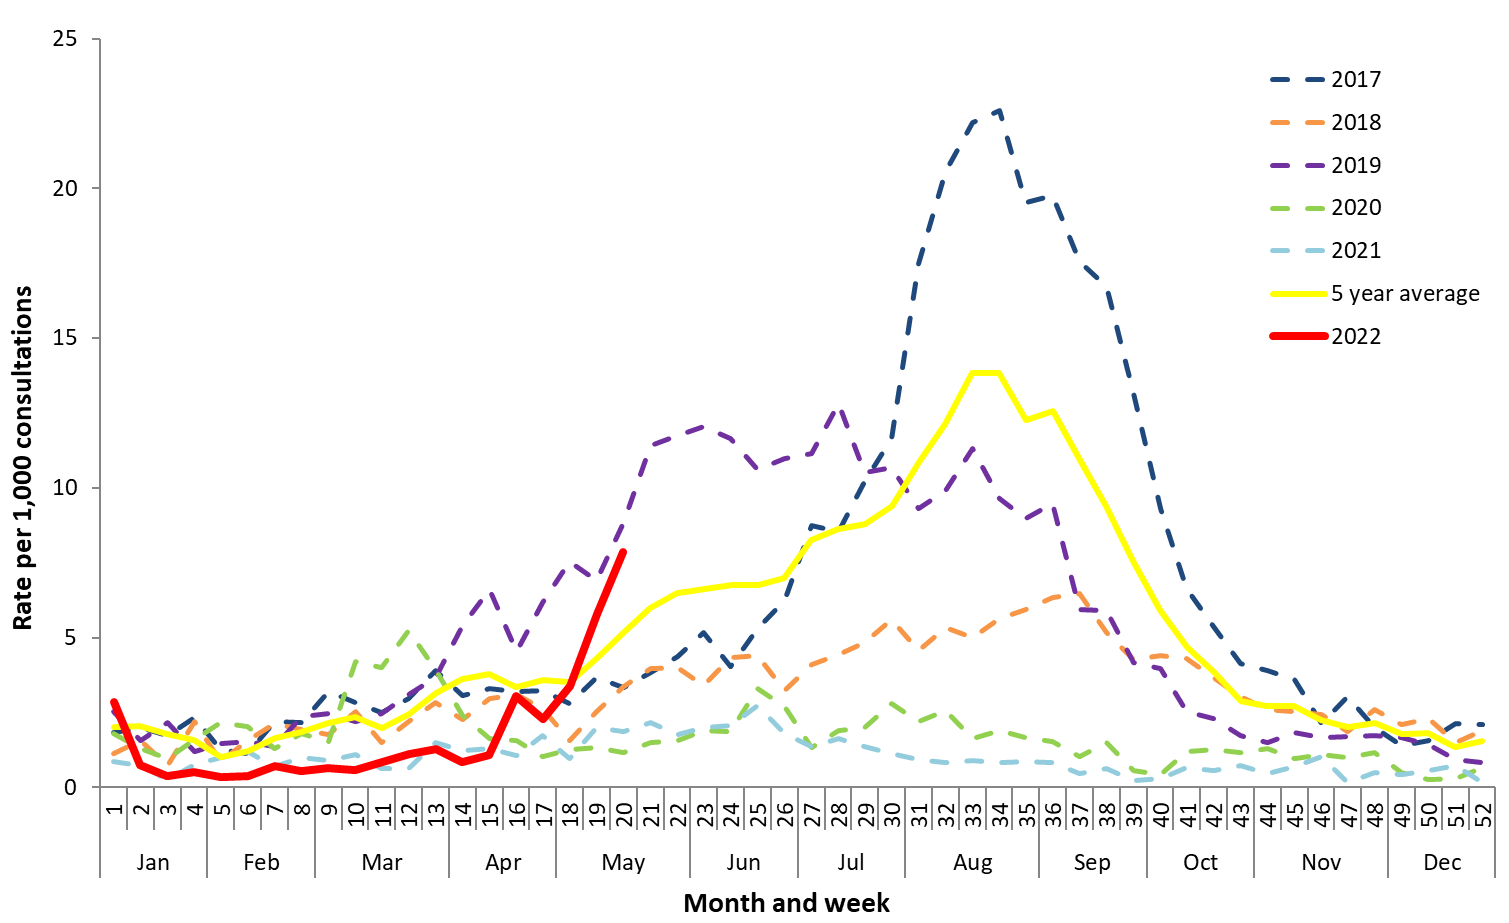 25
20
15
10
5
0
Rate per 1,000 consultations
2017
2018
2019
2020
2021
5 year average
2022
1 2 3 4 5 6 7 8 9 10 11 12 13 14 15 16 17 18 19 20 21 22 23 24 25 26 27 28 29 30 31 32 33 34 35 36 37 38 39 40 41 42 43 44 45 46 47 48 49 50 51 52
Jan Feb Mar Apr May Jun Jul Aug Sep Oct Nov Dec
Month and week